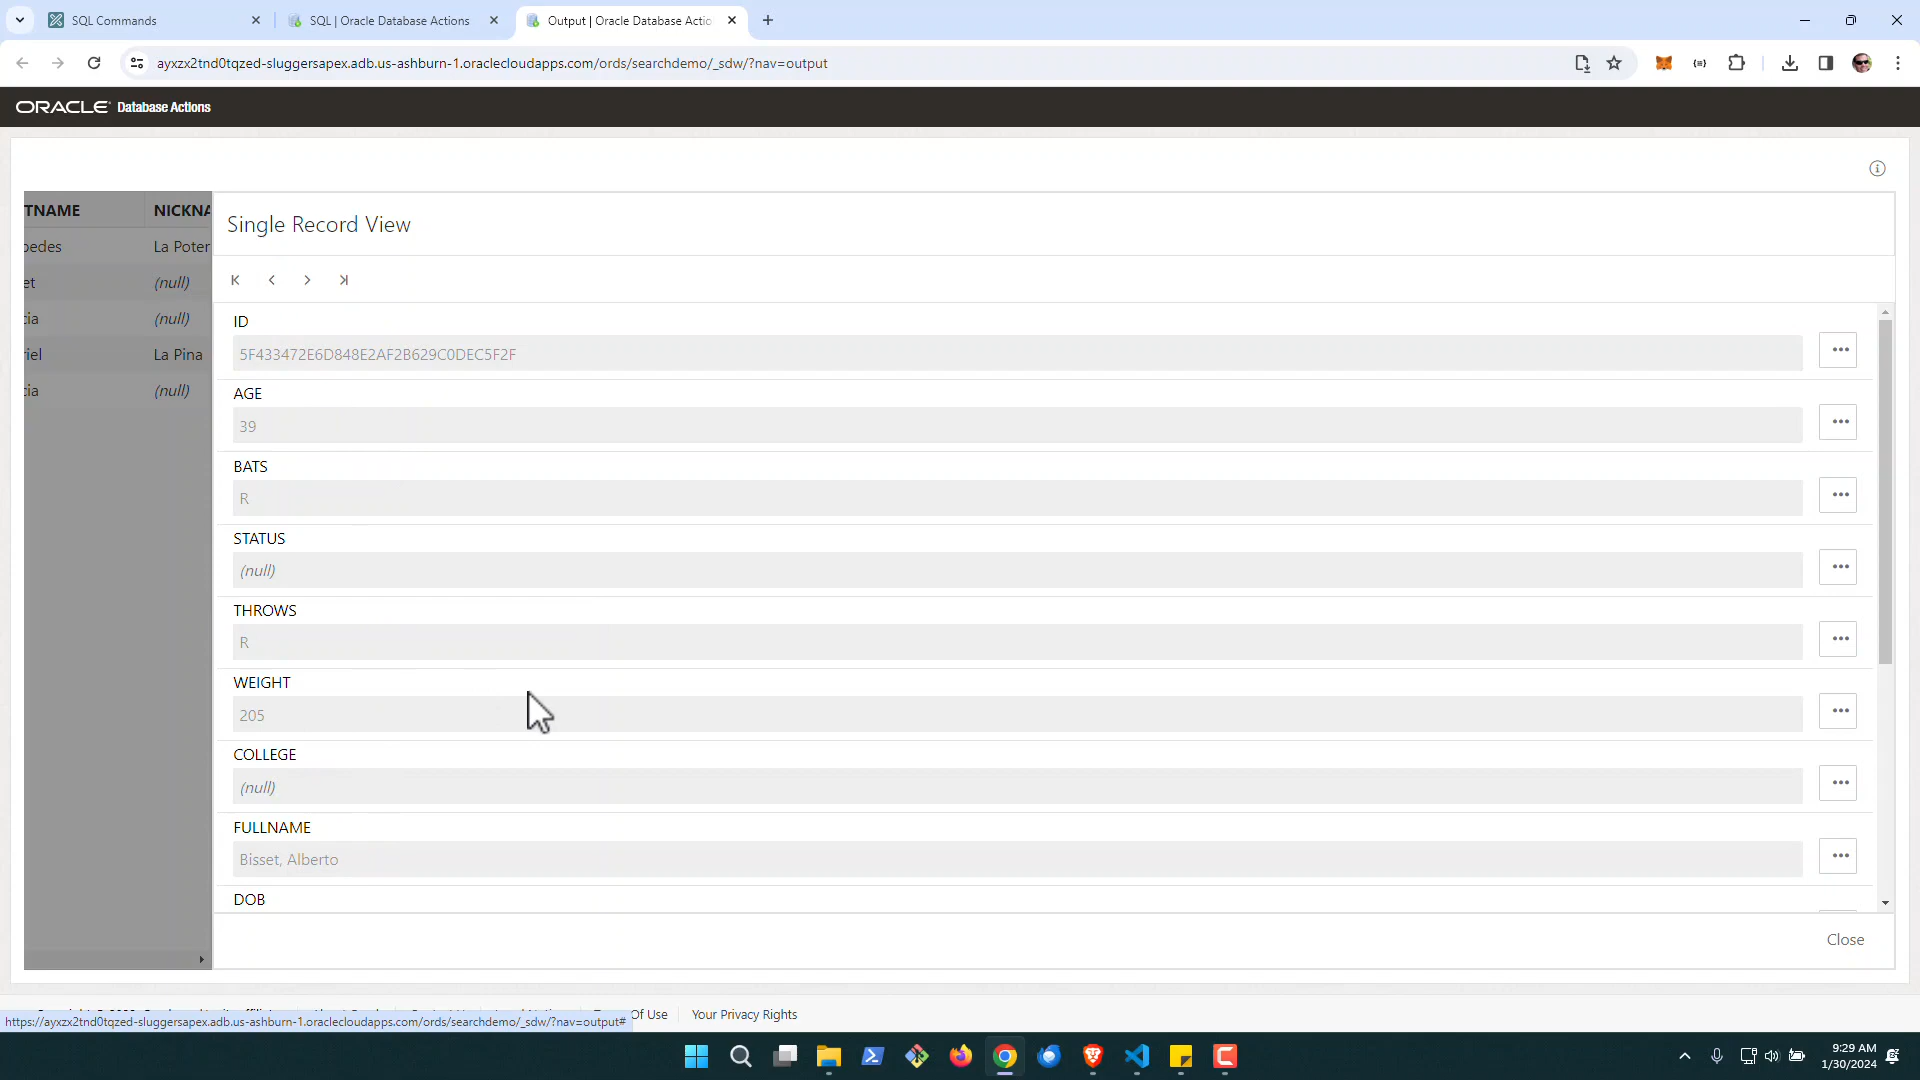 SQL Commands
SQL | Oracle Database Actions
Output | Oracle Database Actio
ayxzx2tnd0tqzed-sluggersapex.adb.us-ashburn-1.oraclecloudapps.com/ords/searchdemo/_sdw/?nav=output
ORACLE Database Actions
TNAME NICKNA
La Poter
et (null)
cia (null)
riel La Pina
cia (null)
Single Record View
ID
5F433472E6D848E2AF2B629C0DEC5F2F
AGE
39
BATS
R
STATUS
(null)
THROWS
R
WEIGHT
205
COLLEGE
(null)
FULLNAME
Bisset, Alberto
DOB
Close
Of Use Your Privacy Rights
https://ayxzx2tnd0tqzed-sluggersapex.adb.us-ashburn-1.oraclecloudapps.com/ords/searchdemo/_sdw/?nav=output#
9:29 AM
1/30/2024